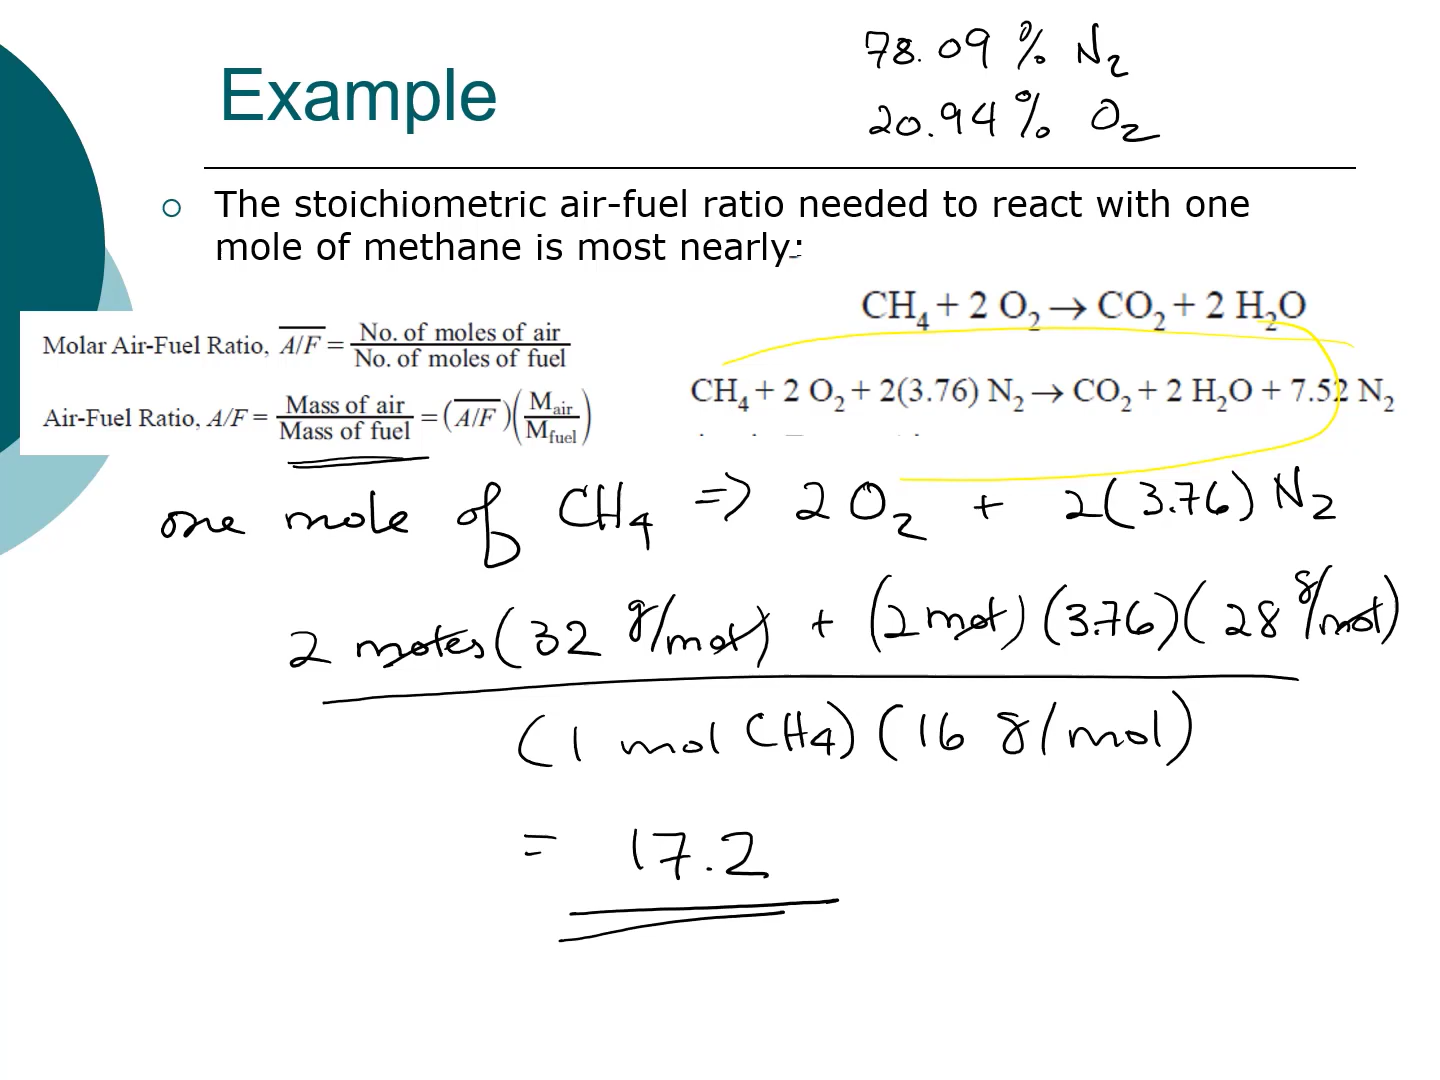 78.09 % N₂
20.94 % O₂
Example
The stoichiometric air-fuel ratio needed to react with one
mole of methane is most nearly:
CH₄ + 2 O₂ → CO₂ + 2 H₂O
Molar Air-Fuel Ratio, A/F = No. of moles of air / No. of moles of fuel
CH₄ + 2 O₂ + 2(3.76) N₂ → CO₂ + 2 H₂O + 7.52 N₂
Air-Fuel Ratio, A/F = Mass of air / Mass of fuel = (A/F)(M_air / M_fuel)
one mole of CH₄ => 2 O₂ + 2(3.76) N₂
2 moles (32 g/mol) + (2 mol)(3.76)(28 g/mol)
(1 mol CH₄)(16 g/mol)
= 17.2